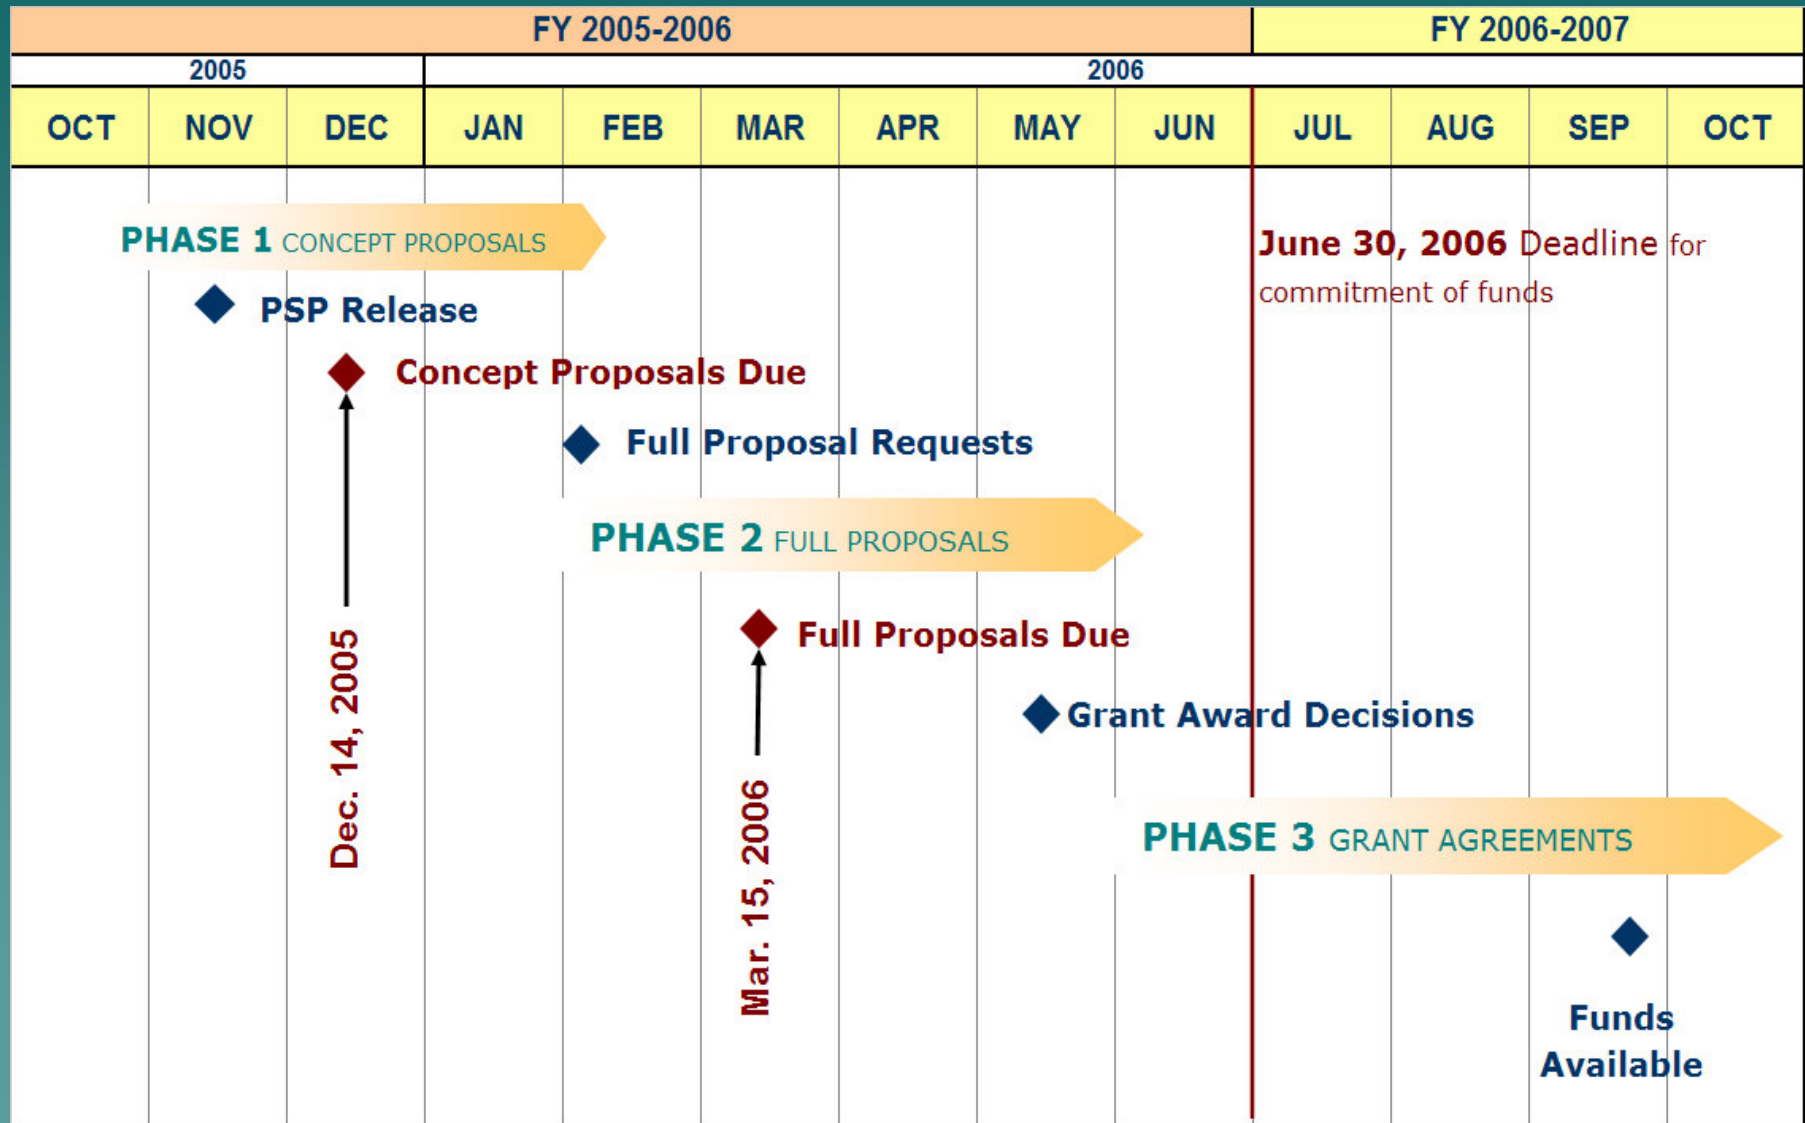 FY 2005-2006 FY 2006-2007
2005 2006
OCT NOV DEC JAN FEB MAR APR MAY JUN JUL AUG SEP OCT
PHASE 1 CONCEPT PROPOSALS
June 30, 2006 Deadline for
commitment of funds
PSP Release
Concept Proposals Due
Full Proposal Requests
PHASE 2 FULL PROPOSALS
Full Proposals Due
Dec. 14, 2005
Grant Award Decisions
Mar. 15, 2006
PHASE 3 GRANT AGREEMENTS
Funds
Available